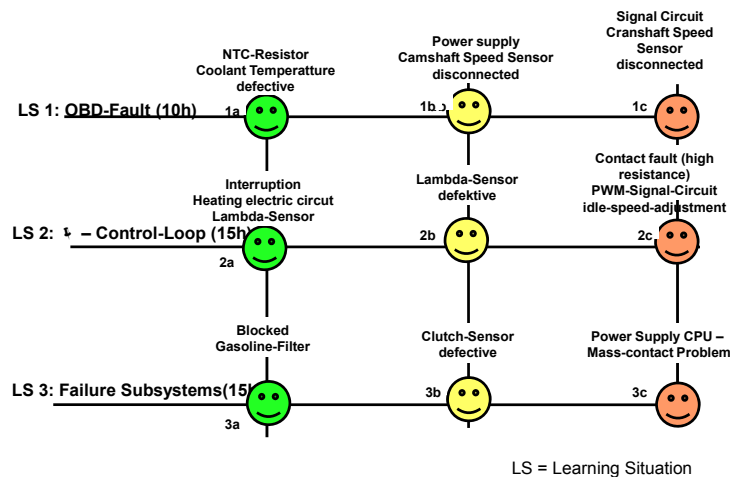 NTC-Resistor
Coolant Temperatture
defective
Power supply
Camshaft Speed Sensor
disconnected
Signal Circuit
Cranshaft Speed
Sensor
disconnected
LS 1: OBD-Fault (10h)
1a
1b
1c
Interruption
Heating electric circut
Lambda-Sensor
Lambda-Sensor
defektive
Contact fault (high
resistance)
PWM-Signal-Circuit
idle-speed-adjustment
LS 2: – Control-Loop (15h)
2a
2b
2c
Blocked
Gasoline-Filter
Clutch-Sensor
defective
Power Supply CPU –
Mass-contact Problem
LS 3: Failure Subsystems(15h
3a
3b
3c
LS = Learning Situation